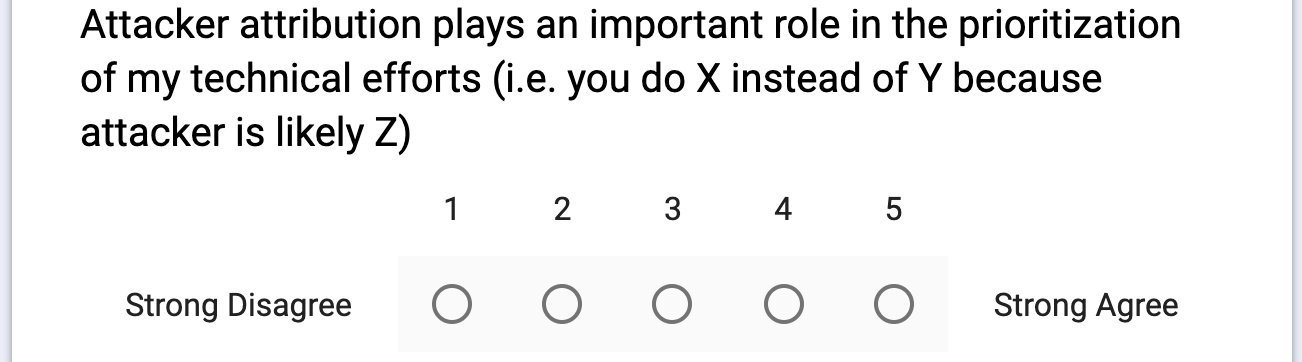 Attacker attribution plays an important role in the prioritization
of my technical efforts (i.e. you do X instead of Y because
attacker is likely Z)
1 2 3 4 5
Strong Disagree Strong Agree